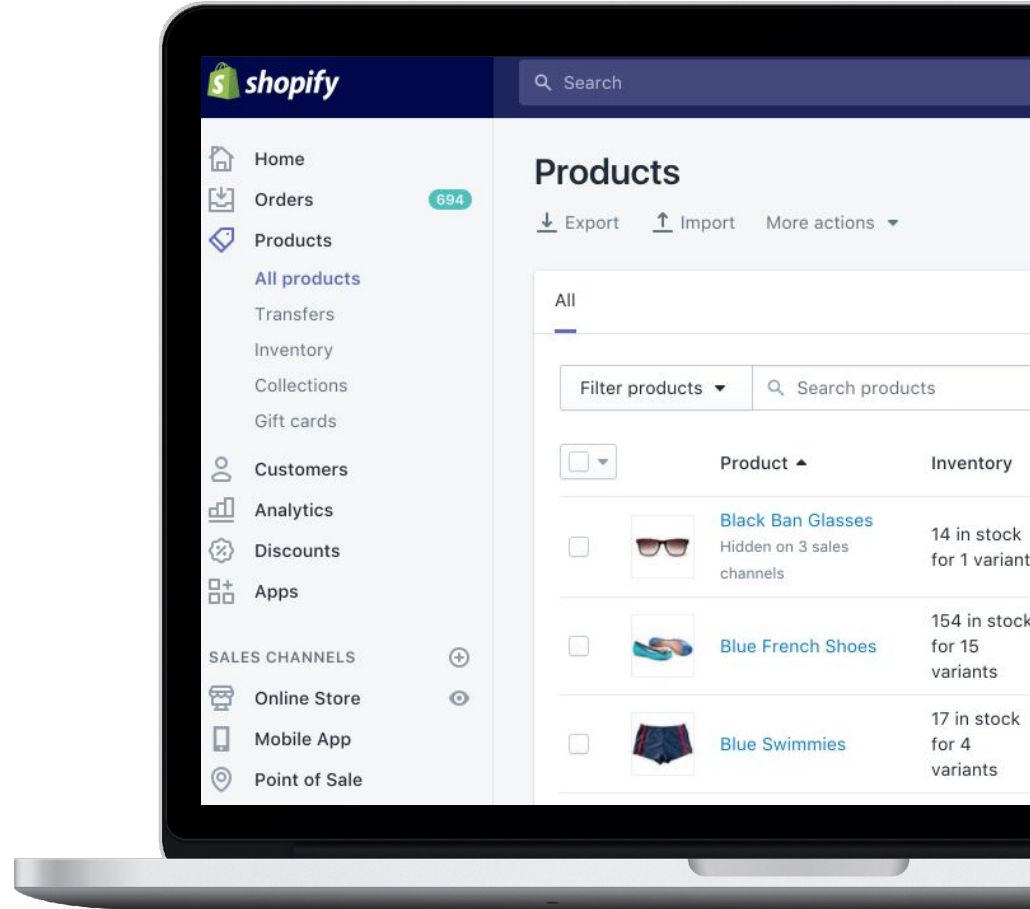 shopify
Search
Home
Orders
694
Products
All products
Transfers
Inventory
Collections
Gift cards
Customers
Analytics
Discounts
Apps
SALES CHANNELS
Online Store
Mobile App
Point of Sale
Products
Export
Import
More actions
All
Filter products
Search products
Product
Inventory
Black Ban Glasses
Hidden on 3 sales
channels
14 in stock
for 1 variant
Blue French Shoes
154 in stock
for 15
variants
Blue Swimmies
17 in stock
for 4
variants